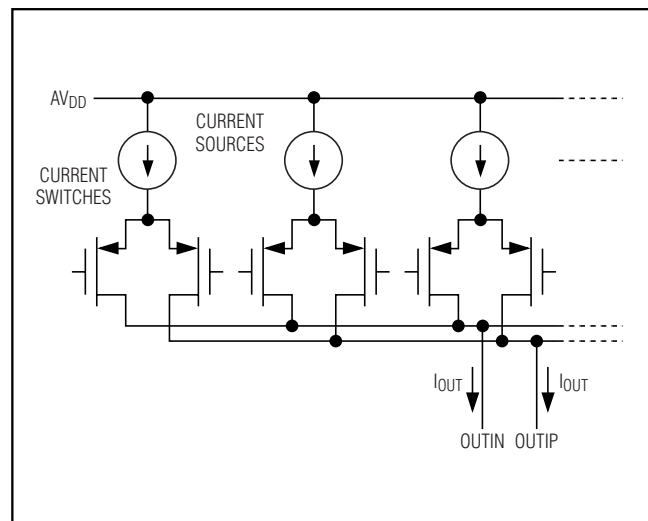 AVDD
CURRENT
SOURCES
CURRENT
SWITCHES
IOUT
IOUT
OUTIN
OUTIP